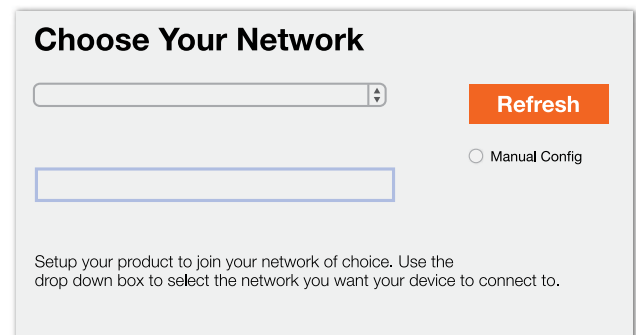 Choose Your Network
Refresh
Manual Config
Setup your product to join your network of choice. Use the
drop down box to select the network you want your device to connect to.